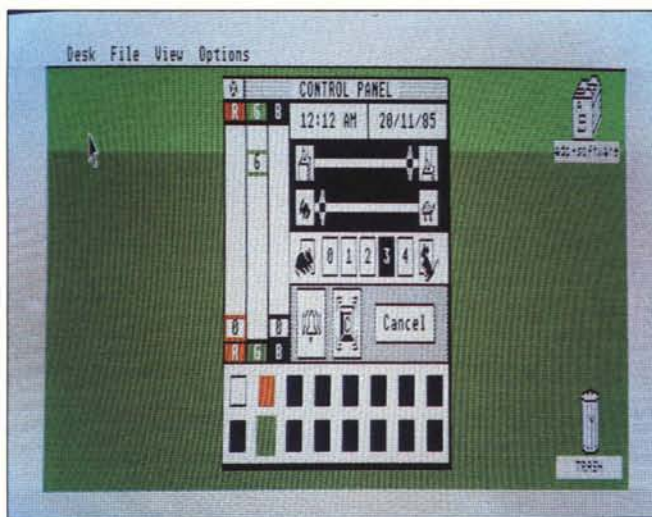 Desk File View Options
CONTROL PANEL
R G B
12:12 AM 20/11/85
6
0 1 2 3 4
0 0
R G B
C
Cancel
TRASH